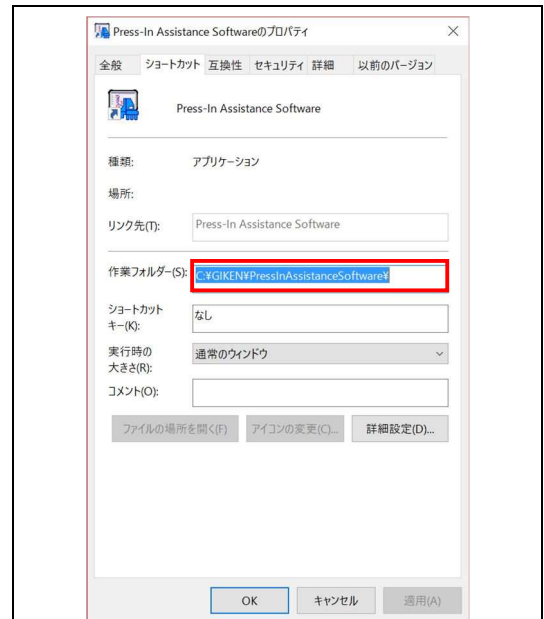 Press-In Assistance Softwareのプロパティ
全般 ショートカット 互換性 セキュリティ 詳細 以前のバージョン
Press-In Assistance Software
種類: アプリケーション
場所:
リンク先(T): Press-In Assistance Software
作業フォルダー(S): C:¥GIKEN¥PressInAssistanceSoftware¥
ショートカット
キー(K): なし
実行時の
大きさ(R): 通常のウィンドウ
コメント(O):
ファイルの場所を開く(F) アイコンの変更(C)... 詳細設定(D)...
OK キャンセル 適用(A)